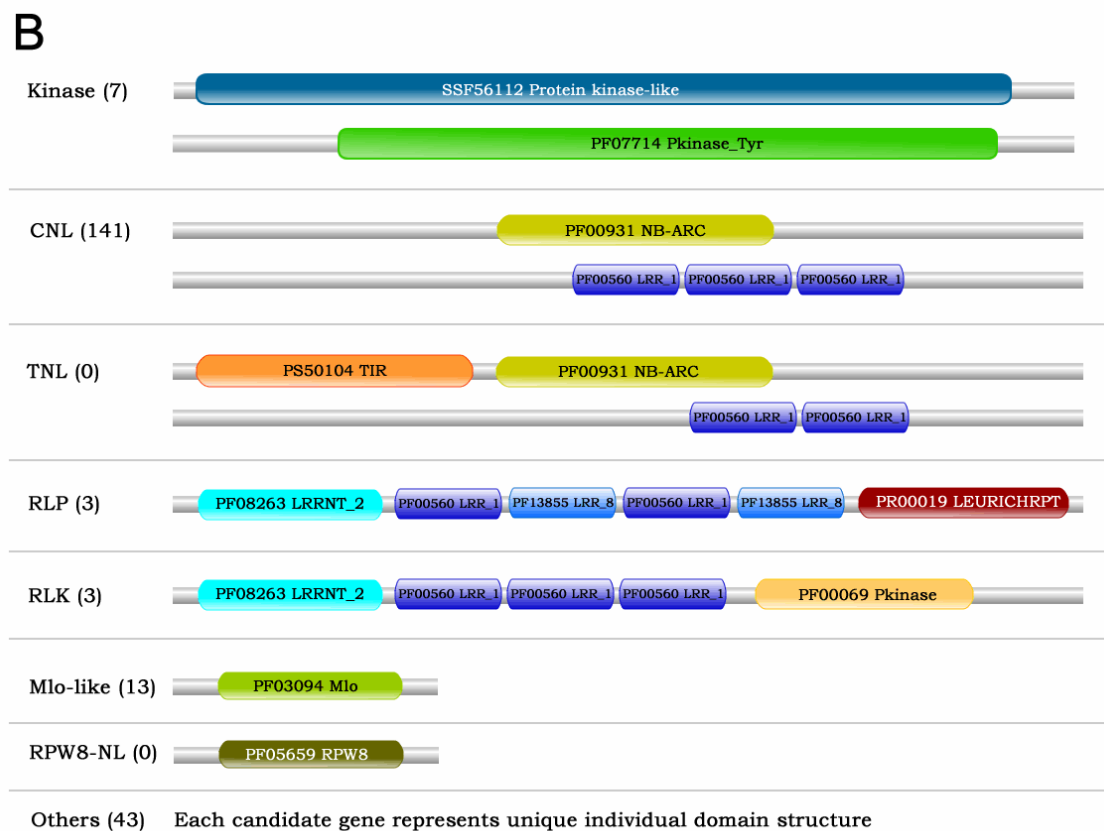 B
Kinase (7)
SSF56112 Protein kinase-like
PF07714 Pkinase_Tyr
CNL (141)
PF00931 NB-ARC
PF00560 LRR_1 PF00560 LRR_1 PF00560 LRR_1
TNL (0)
PS50104 TIR PF00931 NB-ARC
PF00560 LRR_1 PF00560 LRR_1
RLP (3) PF08263 LRRNT_2 PF00560 LRR_1 PF13855 LRR_8 PF00560 LRR_1 PF13855 LRR_8 PR00019 LEURICHRPT
RLK (3) PF08263 LRRNT_2 PF00560 LRR_1 PF00560 LRR_1 PF00560 LRR_1 PF00069 Pkinase
Mlo-like (13) PF03094 Mlo
RPW8-NL (0) PF05659 RPW8
Others (43) Each candidate gene represents unique individual domain structure